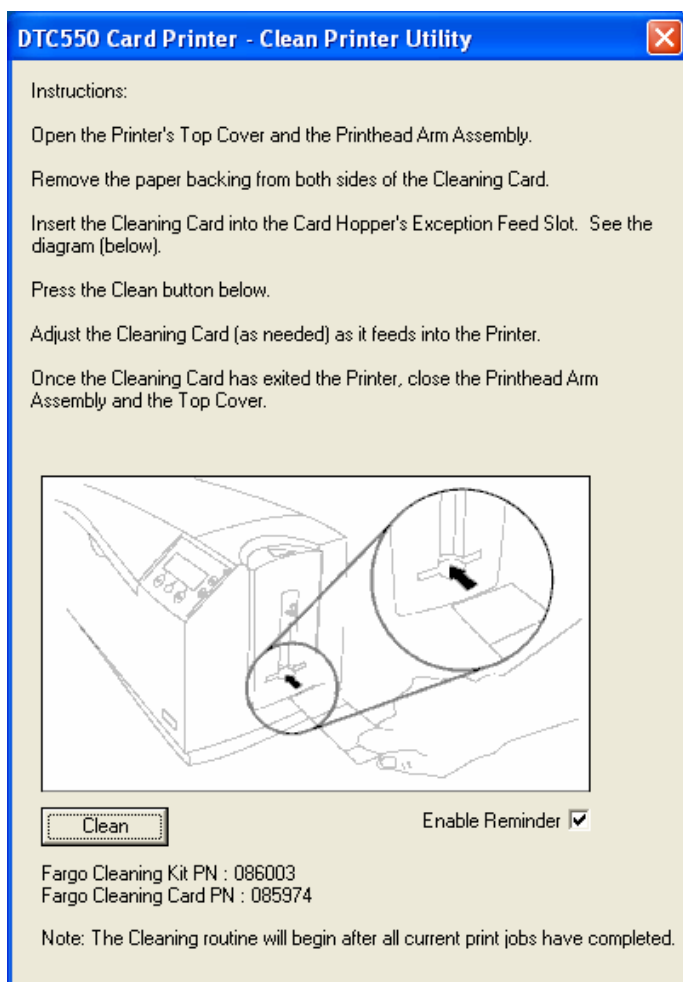 DTC550 Card Printer - Clean Printer Utility
Instructions:
Open the Printer's Top Cover and the Printhead Arm Assembly.
Remove the paper backing from both sides of the Cleaning Card.
Insert the Cleaning Card into the Card Hopper's Exception Feed Slot.  See the
diagram (below).
Press the Clean button below.
Adjust the Cleaning Card (as needed) as it feeds into the Printer.
Once the Cleaning Card has exited the Printer, close the Printhead Arm
Assembly and the Top Cover.
Clean
Enable Reminder
Fargo Cleaning Kit PN : 086003
Fargo Cleaning Card PN : 085974
Note: The Cleaning routine will begin after all current print jobs have completed.